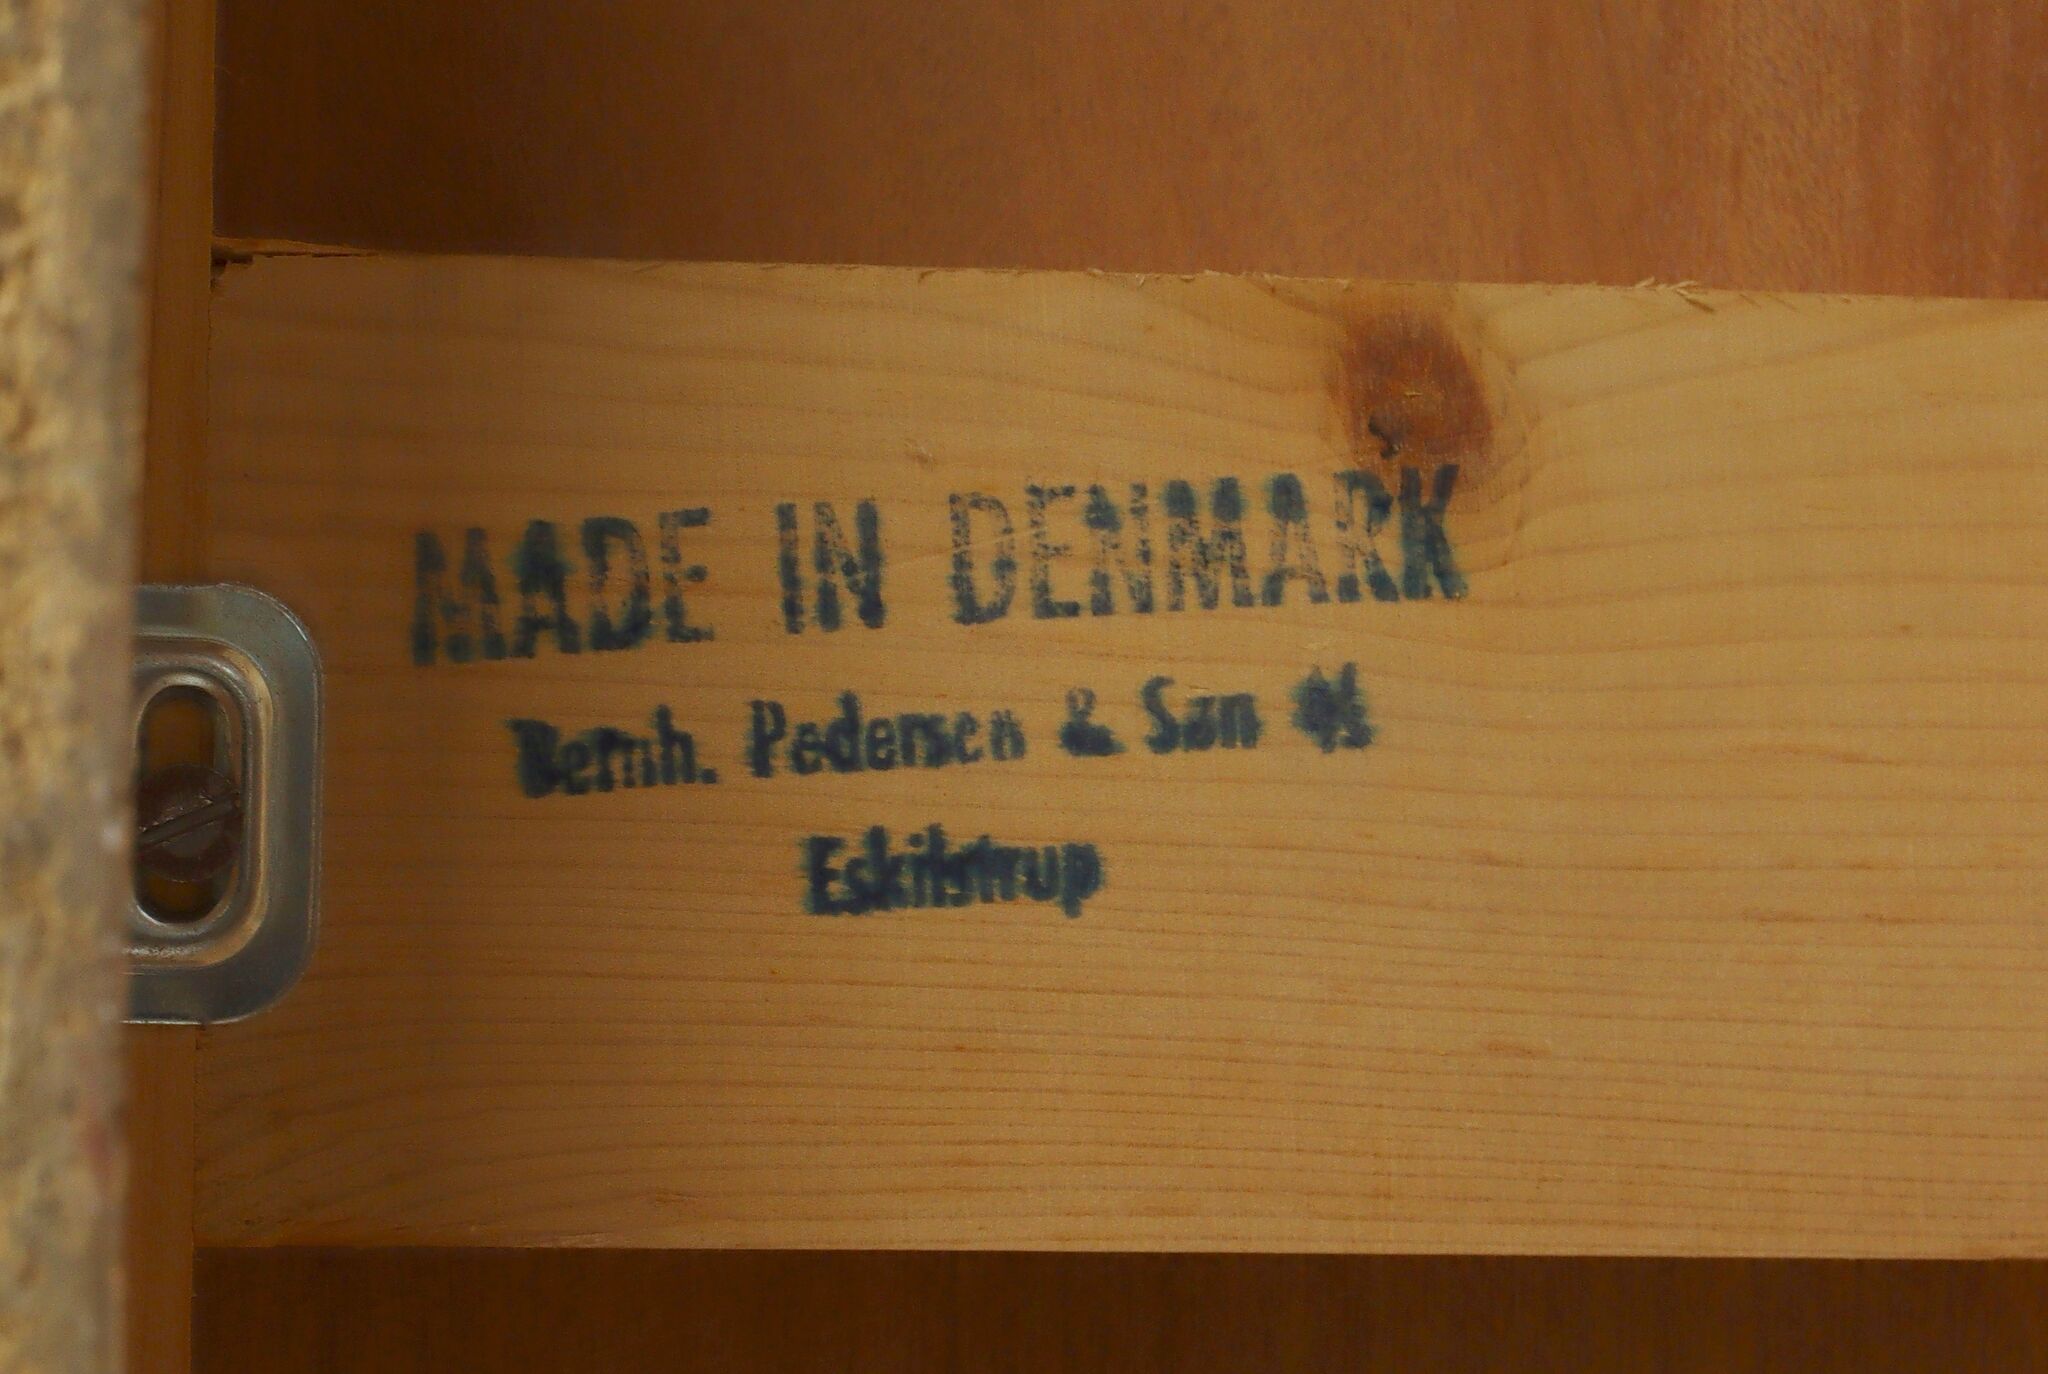 MADE IN DENMARK
Bernh. Pedersen & Søn A/S
Eskilstrup